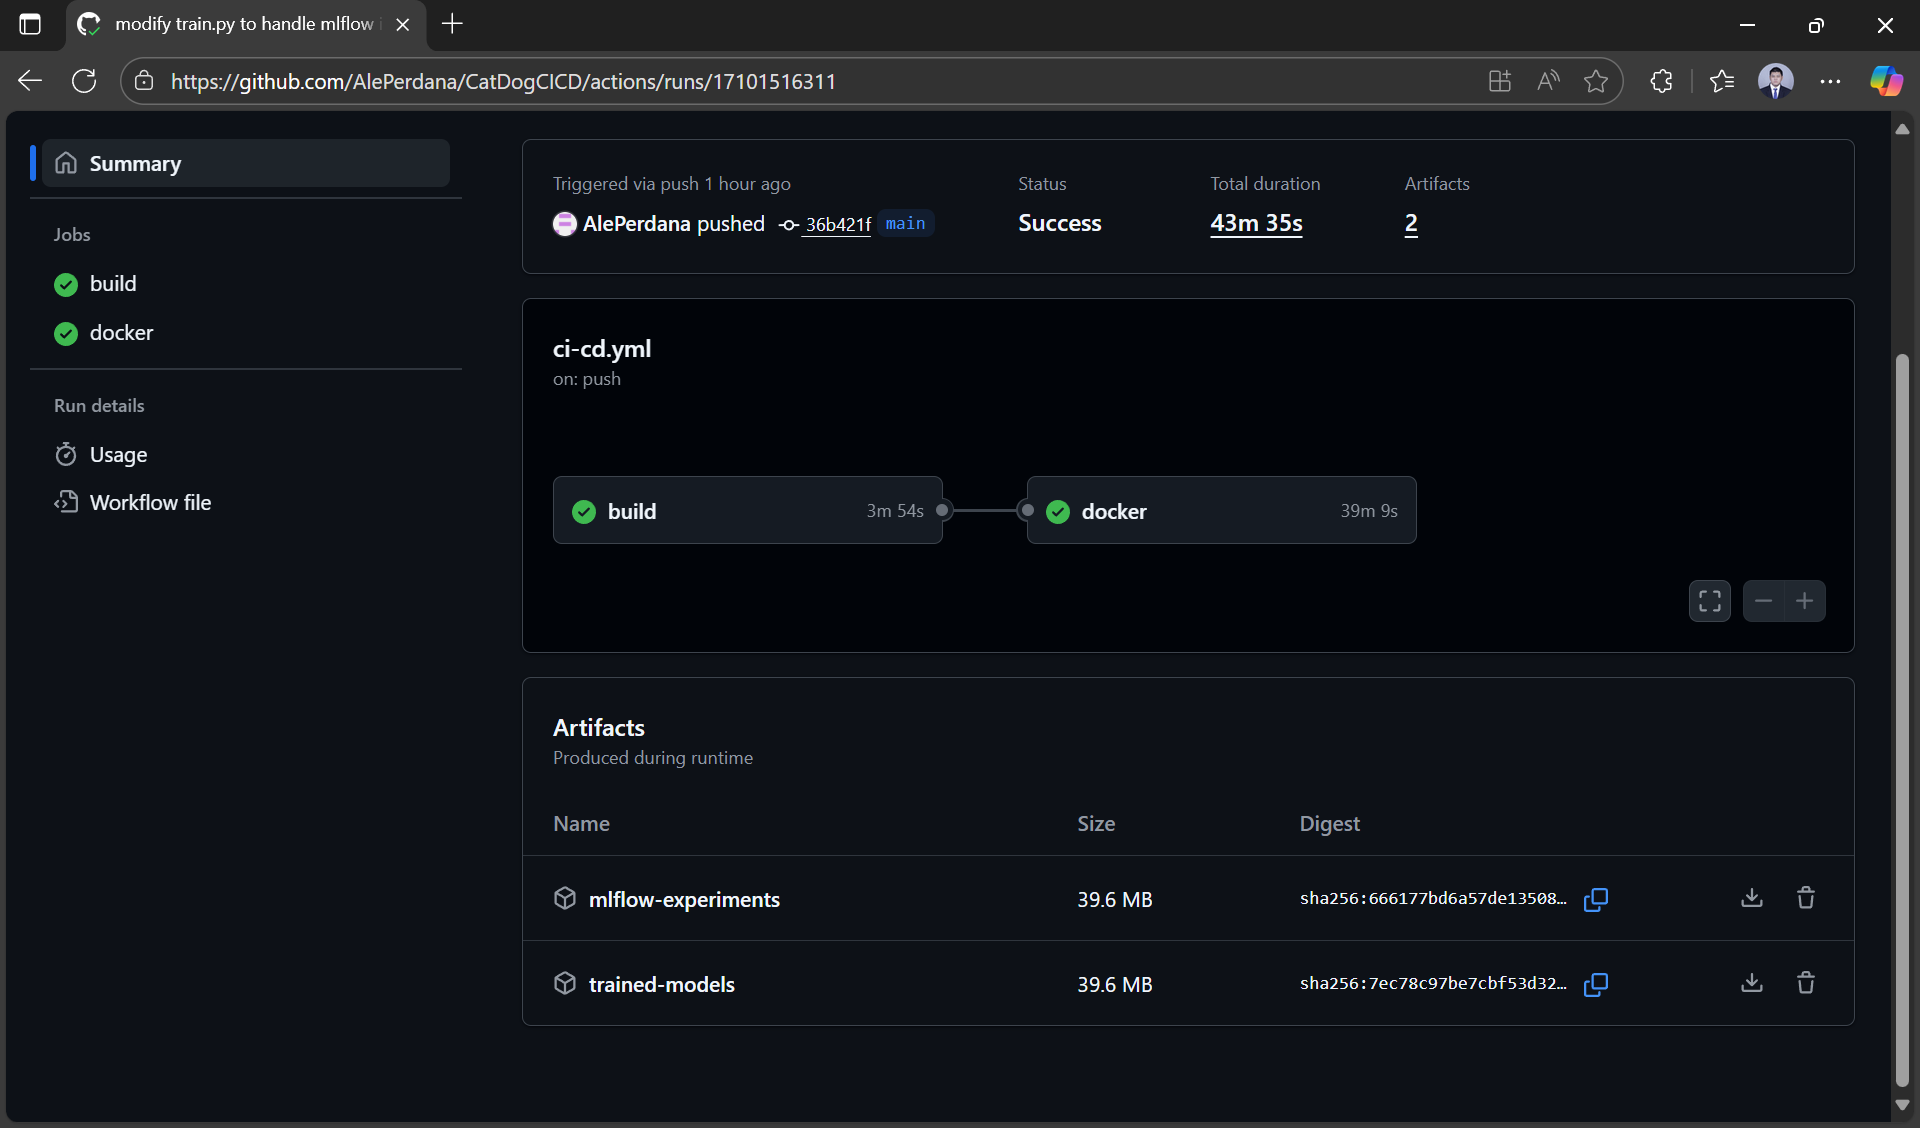 modify train.py to handle mlflow
https://github.com/AlePerdana/CatDogCICD/actions/runs/17101516311
Summary
Jobs
build
docker
Run details
Usage
Workflow file
Triggered via push 1 hour ago
AlePerdana pushed 36b421f main
Status
Success
Total duration
43m 35s
Artifacts
2
ci-cd.yml
on: push
build 3m 54s
docker 39m 9s
Artifacts
Produced during runtime
Name Size Digest
mlflow-experiments 39.6 MB sha256:666177bd6a57de13508…
trained-models 39.6 MB sha256:7ec78c97be7cbf53d32…